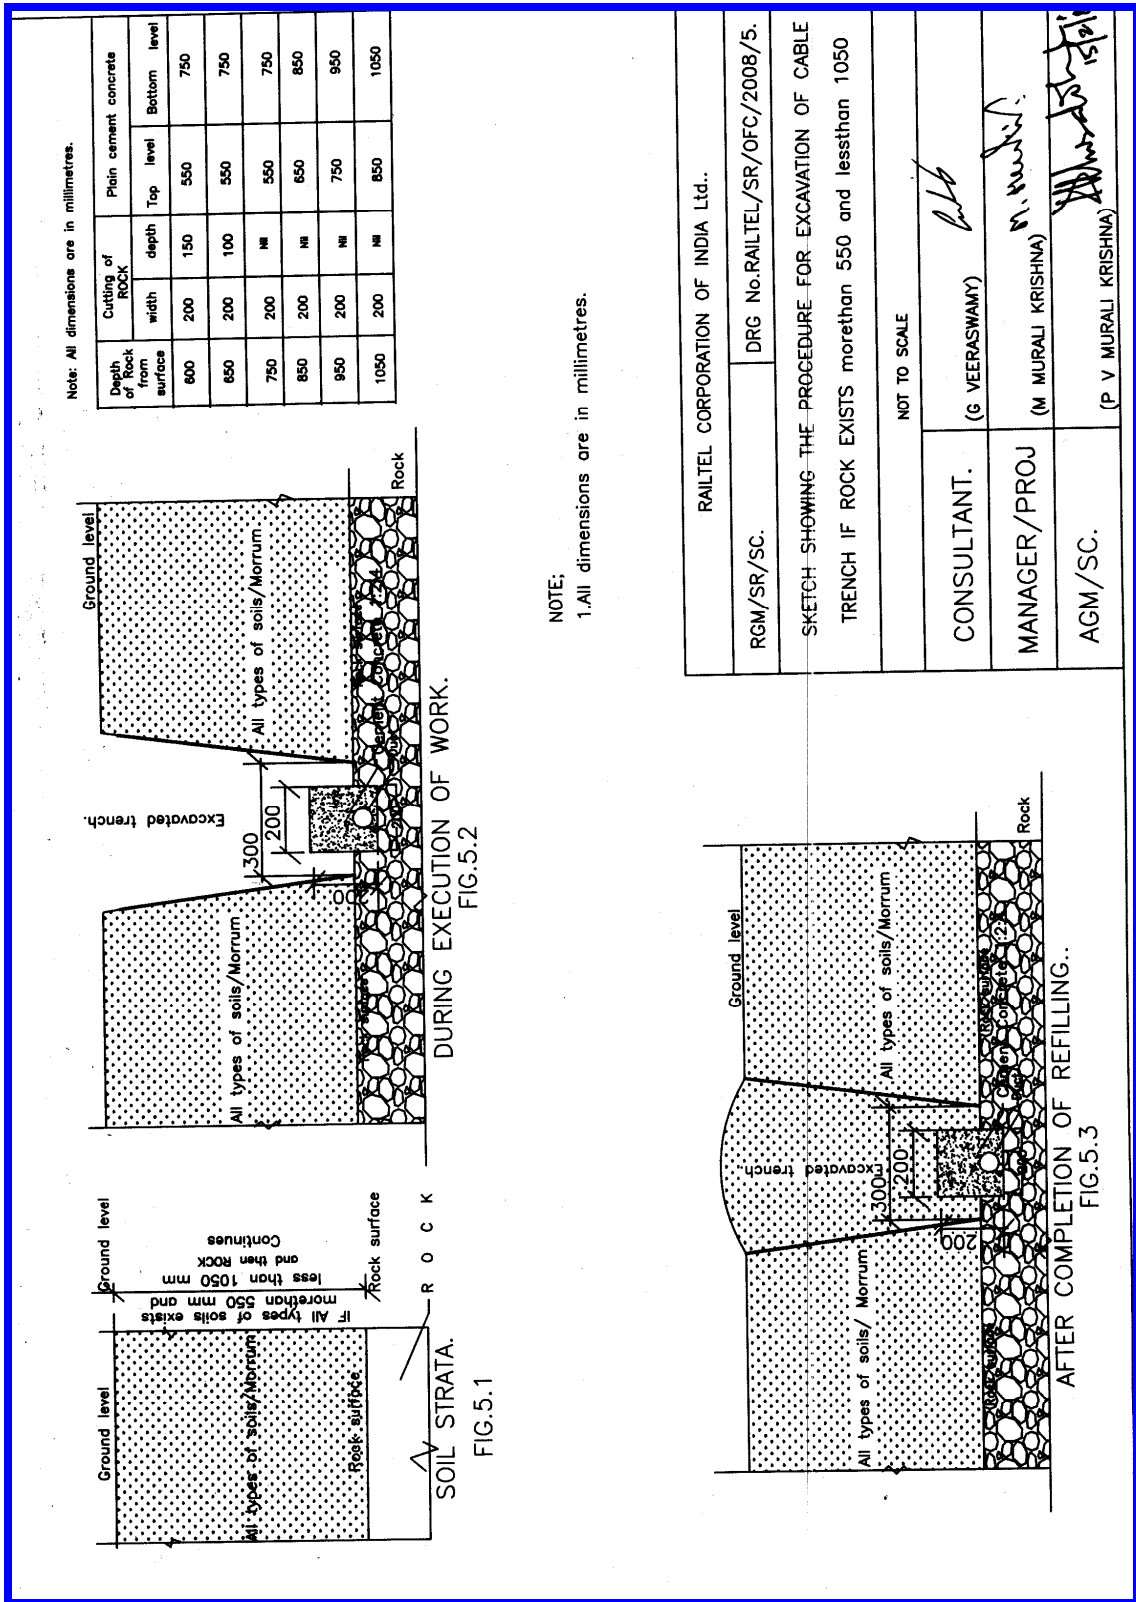 Note: All dimensions are in millimetres.
Depth of Rock from surface | Cutting of ROCK | Plain cement concrete
width | depth | Top level | Bottom level
600 | 200 | 150 | 550 | 750
650 | 200 | 100 | 550 | 750
750 | 200 | Nil | 550 | 750
850 | 200 | Nil | 650 | 850
950 | 200 | Nil | 750 | 950
1050 | 200 | Nil | 850 | 1050
Ground level
All types of soils/Morrum
Rock surface
Ground level
IF All types of soils exists
morethan 550 mm and
less than 1050 mm
and then ROCK
Continues
Rock surface
R O C K
SOIL STRATA.
FIG.5.1
Ground level
All types of soils/Morrum
Excavated trench.
All types of soils/Morrum
300
200
Rock surface
Cement Concrete
Rock
DURING EXECUTION OF WORK.
FIG.5.2
NOTE;
1.All dimensions are in millimetres.
Ground level
All types of soils/ Morrum
Excavated trench.
All types of soils/Morrum
300
200
200
Rock surface
Rock surface
Cement Concrete
Rock
AFTER COMPLETION OF REFILLING..
FIG.5.3
RAILTEL CORPORATION OF INDIA Ltd..
RGM/SR/SC.
DRG No.RAILTEL/SR/OFC/2008/5.
SKETCH SHOWING THE PROCEDURE FOR EXCAVATION OF CABLE
TRENCH IF ROCK EXISTS morethan 550 and lessthan 1050
NOT TO SCALE
CONSULTANT.
(G VEERASWAMY)
MANAGER/PROJ
(M MURALI KRISHNA)
AGM/SC.
(P V MURALI KRISHNA)